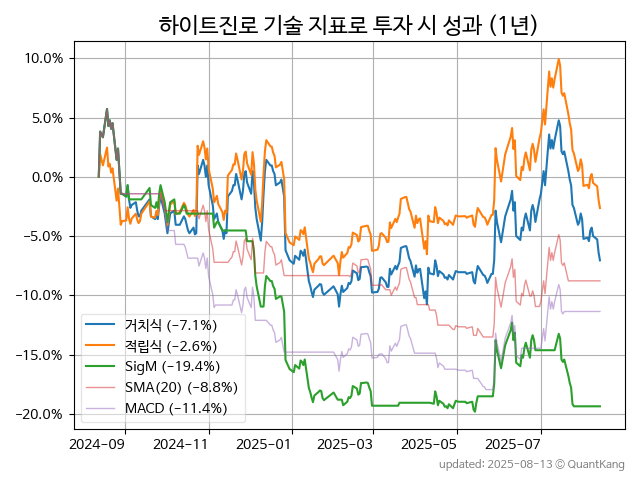 하이트진로 기술 지표로 투자 시 성과 (1년)
10.0%
5.0%
0.0%
−5.0%
−10.0%
−15.0%
−20.0%
거치식 (−7.1%)
적립식 (−2.6%)
SigM (−19.4%)
SMA(20) (−8.8%)
MACD (−11.4%)
2024-09 2024-11 2025-01 2025-03 2025-05 2025-07
updated: 2025-08-13 ⓒ QuantKang